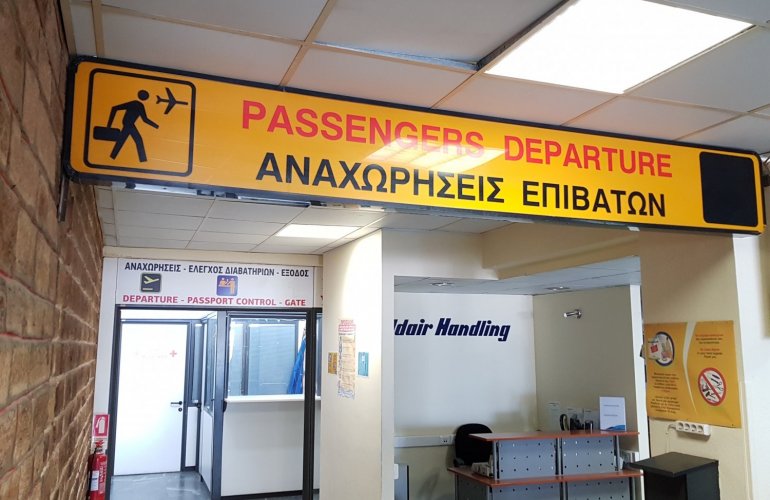 PASSENGERS DEPARTURE
ΑΝΑΧΩΡΗΣΕΙΣ ΕΠΙΒΑΤΩΝ
ΑΝΑΧΩΡΗΣΕΙΣ - ΕΛΕΓΧΟΣ ΔΙΑΒΑΤΗΡΙΩΝ - ΕΞΟΔΟΣ
DEPARTURE - PASSPORT CONTROL - GATE
ldair Handling